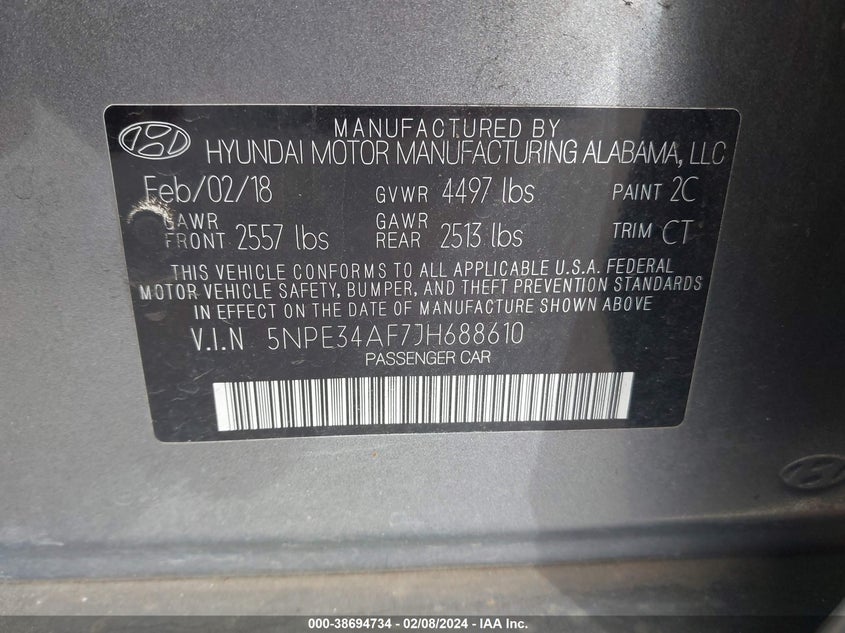 MANUFACTURED BY
HYUNDAI MOTOR MANUFACTURING ALABAMA, LLC
Feb/02/18 GVWR 4497 lbs PAINT 2C
GAWR FRONT 2557 lbs GAWR REAR 2513 lbs TRIM CT
THIS VEHICLE CONFORMS TO ALL APPLICABLE U.S.A. FEDERAL
MOTOR VEHICLE SAFETY, BUMPER, AND THEFT PREVENTION STANDARDS
IN EFFECT ON THE DATE OF MANUFACTURE SHOWN ABOVE.
V.I.N 5NPE34AF7JH688610
PASSENGER CAR
000-38694734 - 02/08/2024 - IAA Inc.